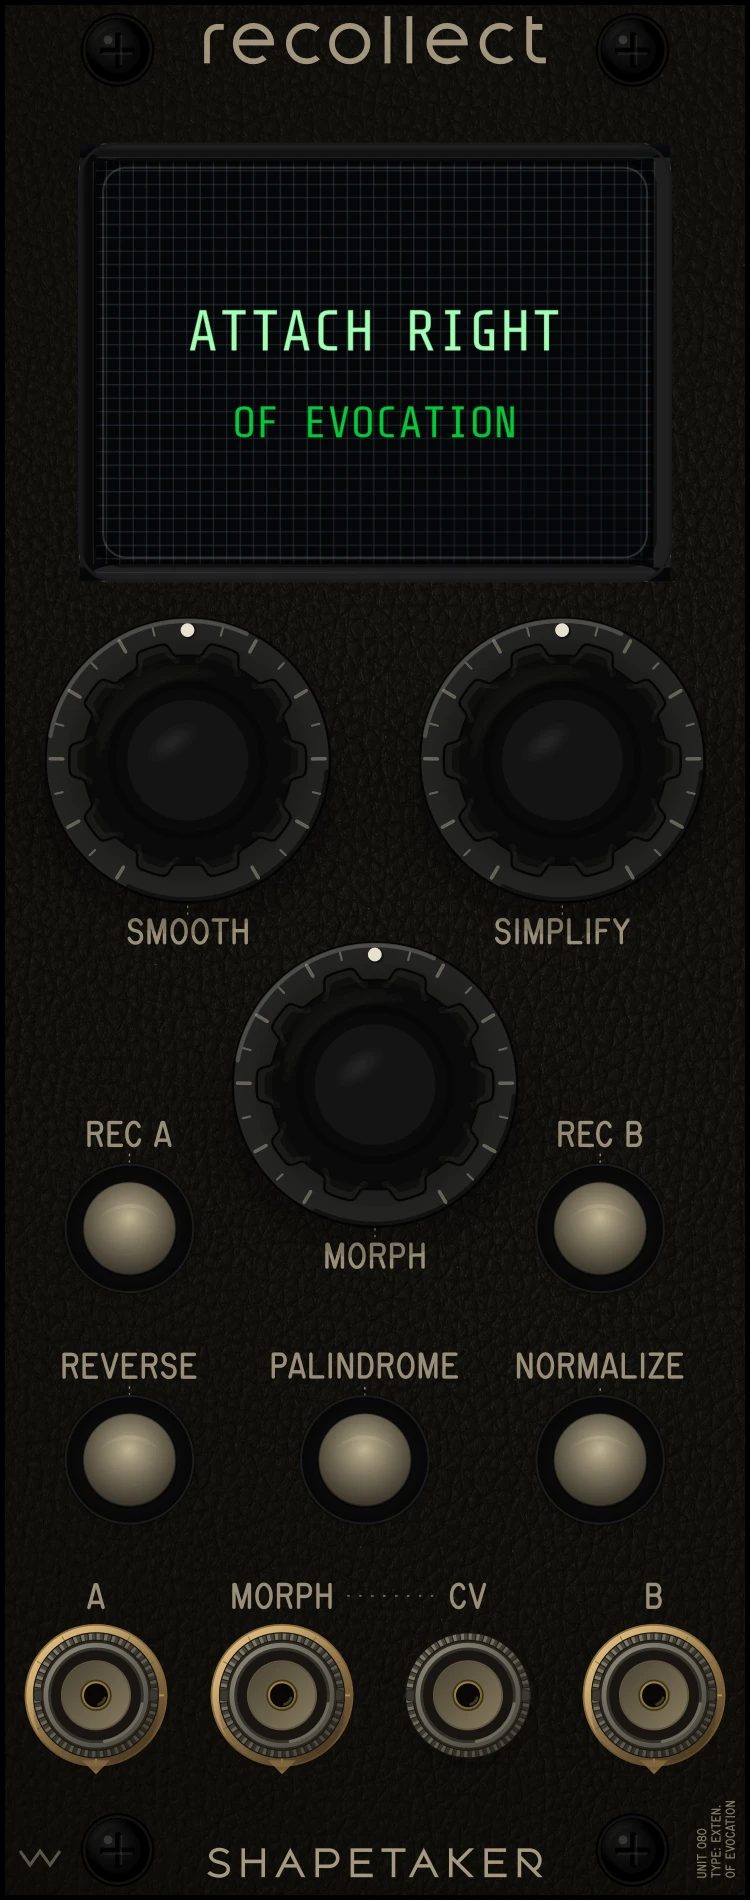 recollect
ATTACH RIGHT
OF EVOCATION
SMOOTH
SIMPLIFY
REC A
REC B
MORPH
REVERSE
PALINDROME
NORMALIZE
A
MORPH ········ CV
B
SHAPETAKER
UNIT 080
TYPE: EXTEN.
OF EVOCATION